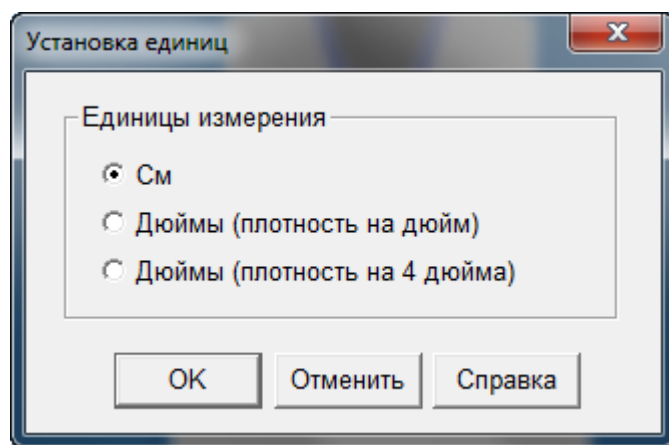 Установка единиц
Единицы измерения
См
Дюймы (плотность на дюйм)
Дюймы (плотность на 4 дюйма)
OK Отменить Справка